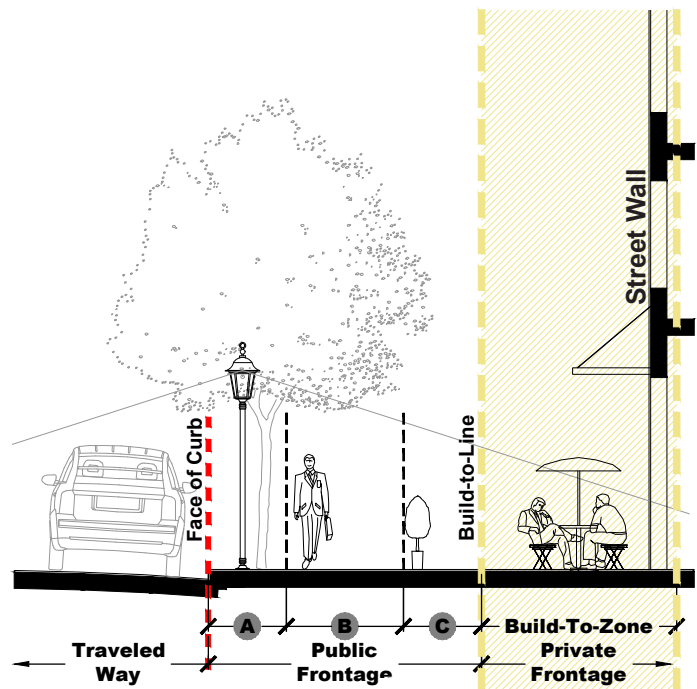 Street Wall
Face of Curb
Build-to-Line
A
B
C
Build-To-Zone
Traveled
Way
Public
Frontage
Private
Frontage